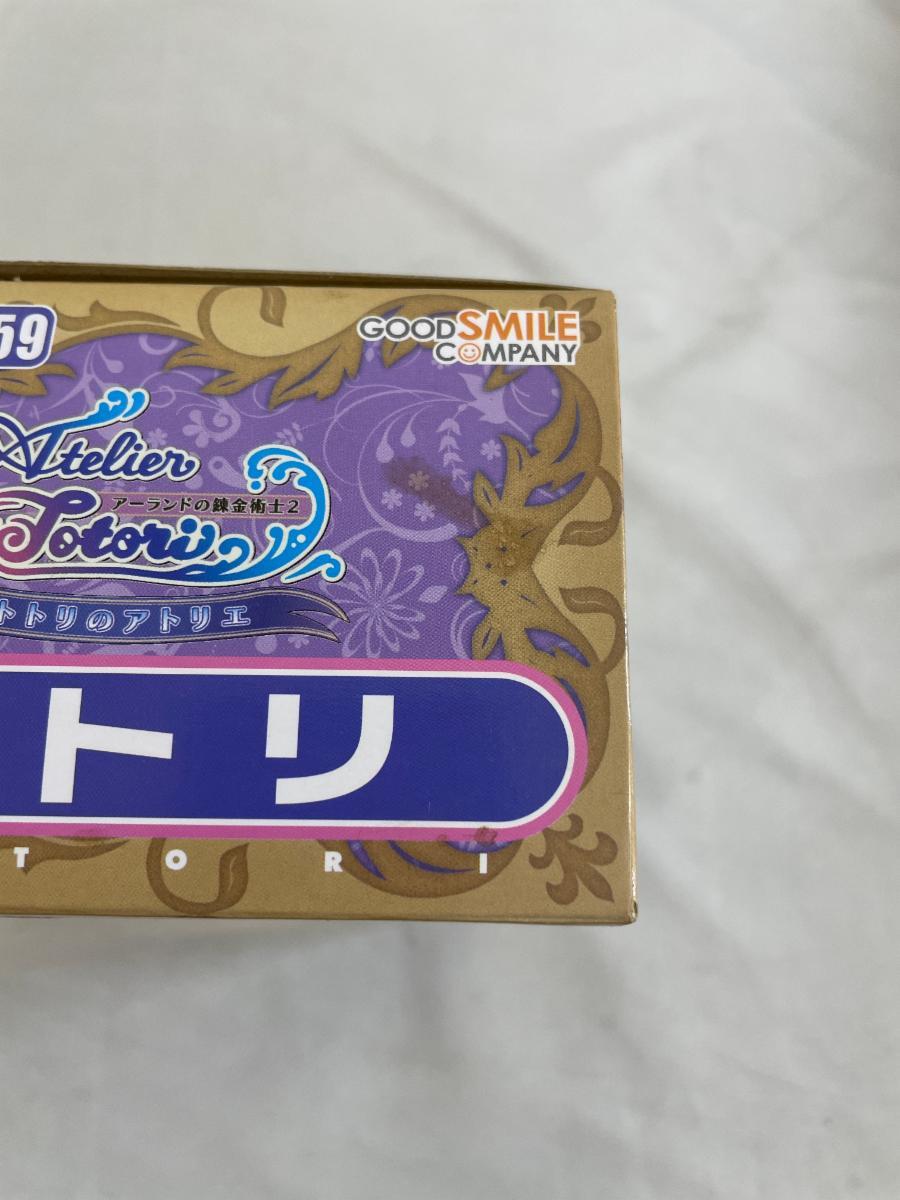 59
GOOD SMILE
COMPANY
Atelier
アーランドの錬金術士2
Totori
トトリのアトリエ
トリ
TORI